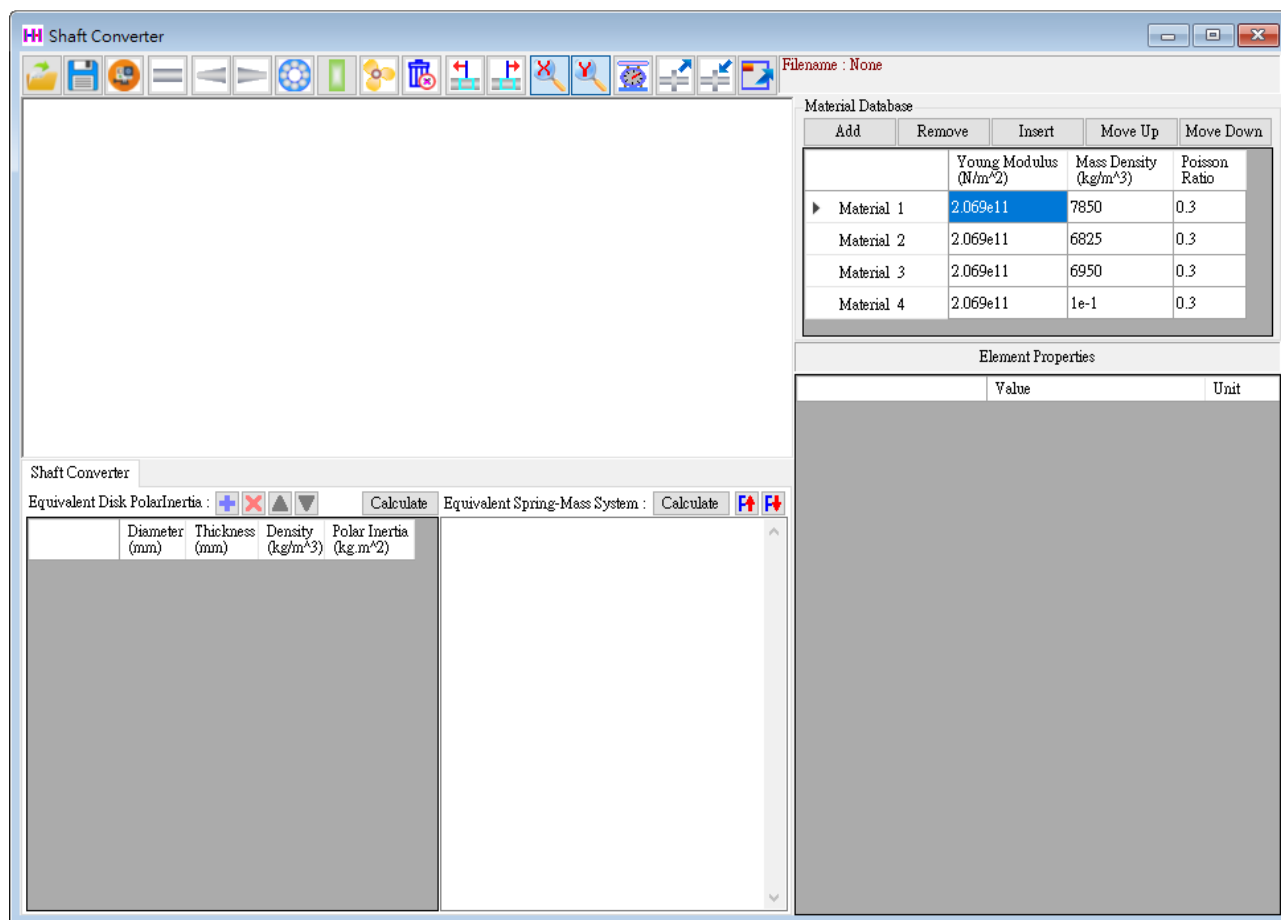 Shaft Converter
Filename : None
Material Database
Add Remove Insert Move Up Move Down
Young Modulus (N/m^2) Mass Density (kg/m^3) Poisson Ratio
Material 1 2.069e11 7850 0.3
Material 2 2.069e11 6825 0.3
Material 3 2.069e11 6950 0.3
Material 4 2.069e11 1e-1 0.3
Element Properties
Value Unit
Shaft Converter
Equivalent Disk PolarInertia : Calculate Equivalent Spring-Mass System : Calculate F F
Diameter (mm) Thickness (mm) Density (kg/m^3) Polar Inertia (kg.m^2)